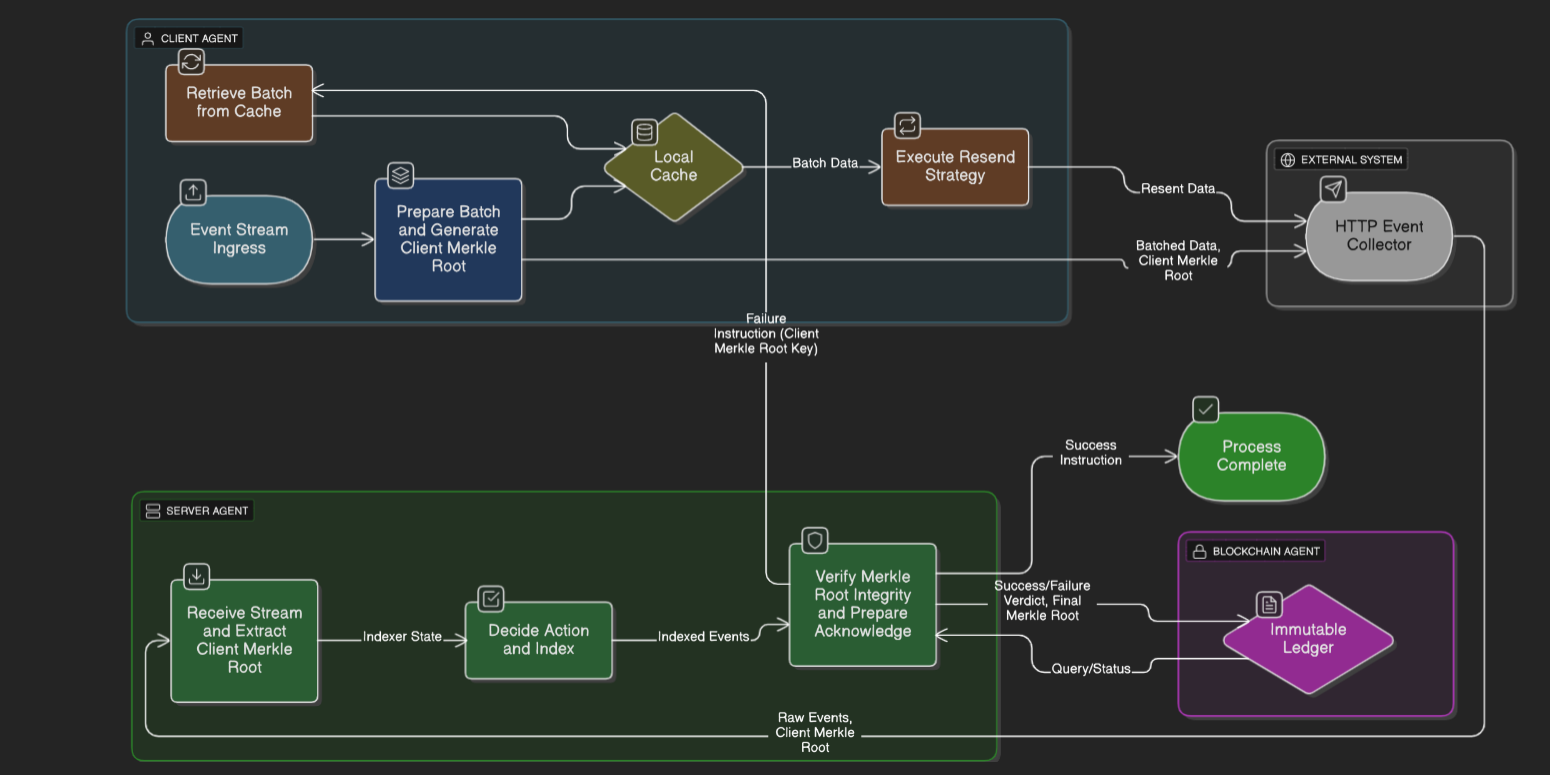 CLIENT AGENT
Retrieve Batch
from Cache
Event Stream
Ingress
Prepare Batch
and Generate
Client Merkle
Root
Local
Cache
Batch Data
Execute Resend
Strategy
Resent Data
Batched Data,
Client Merkle
Root
EXTERNAL SYSTEM
HTTP Event
Collector
Failure
Instruction (Client
Merkle Root Key)
Success
Instruction
Process
Complete
SERVER AGENT
Receive Stream
and Extract
Client Merkle
Root
Indexer State
Decide Action
and Index
Indexed Events
Verify Merkle
Root Integrity
and Prepare
Acknowledge
Success/Failure
Verdict, Final
Merkle Root
Query/Status
BLOCKCHAIN AGENT
Immutable
Ledger
Raw Events,
Client Merkle
Root